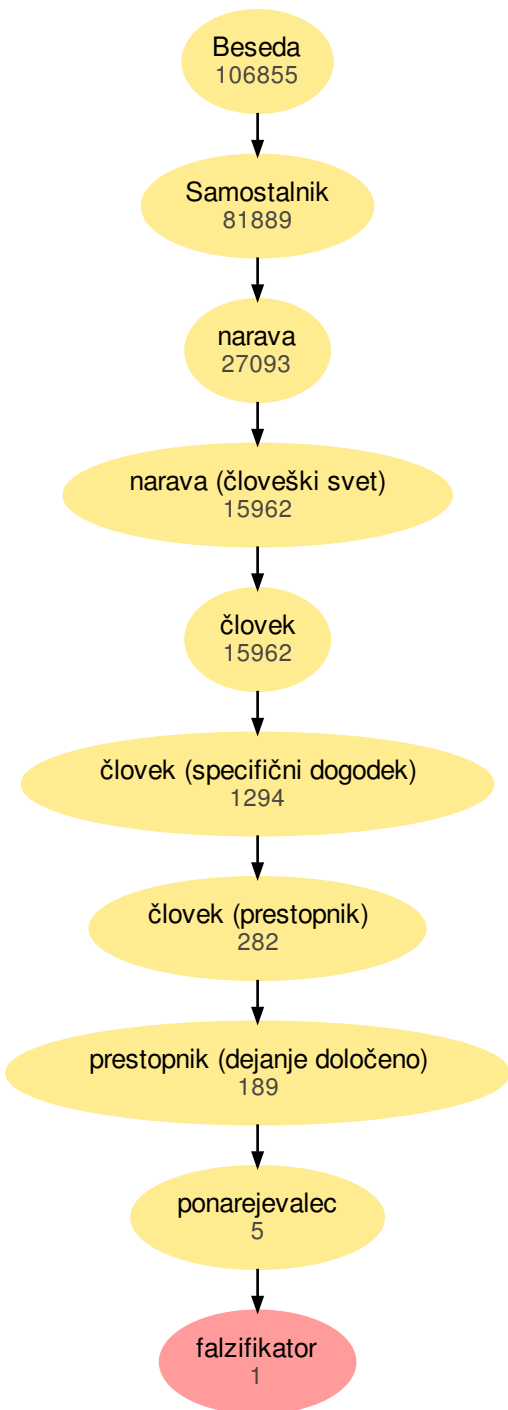 Beseda
106855
Samostalnik
81889
narava
27093
narava (človeški svet)
15962
človek
15962
človek (specifični dogodek)
1294
človek (prestopnik)
282
prestopnik (dejanje določeno)
189
ponarejevalec
5
falzifikator
1